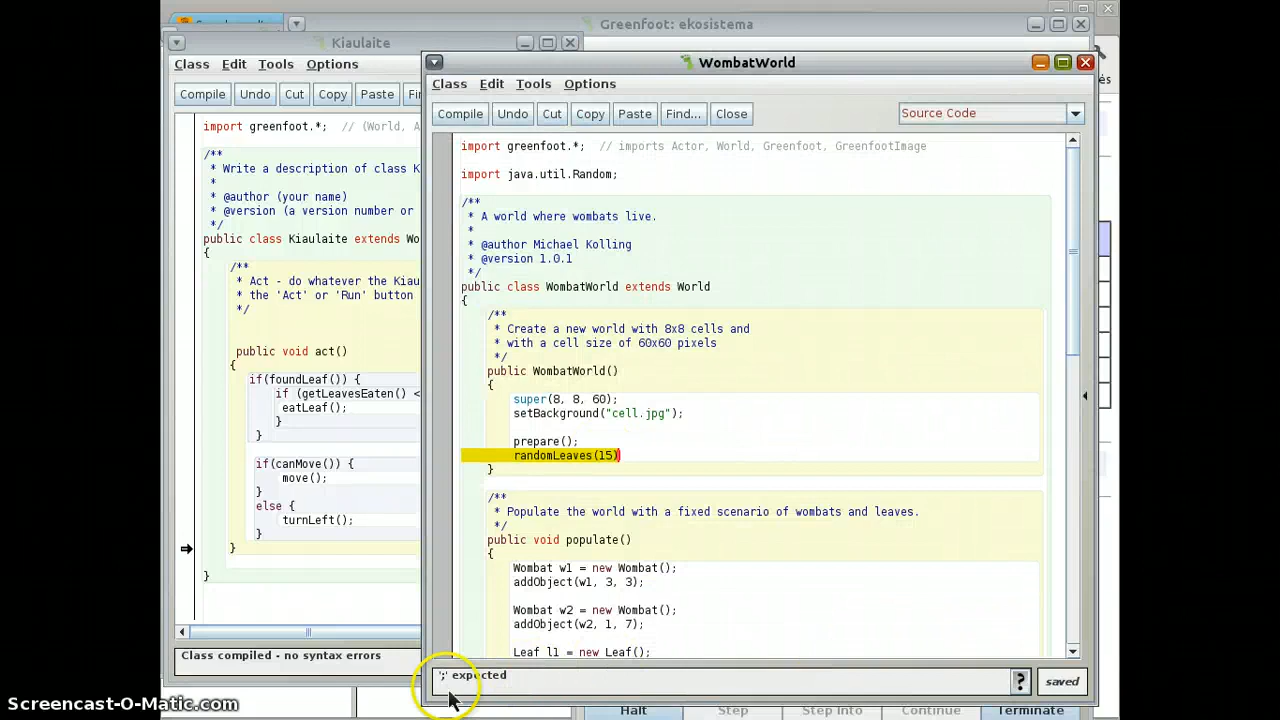 Greenfoot: ekosistema
Kiaulaite
Class Edit Tools Options
Compile Undo Cut Copy Paste
import greenfoot.*; // (World, A
/**
* Write a description of class K
*
* @author (your name)
* @version (a version number or
*/
public class Kiaulaite extends Wo
{
/**
* Act - do whatever the Kiau
* the 'Act' or 'Run' button
*/
public void act()
{
if(foundLeaf()) {
if (getLeavesEaten() <
eatLeaf();
}
}
if(canMove()) {
move();
}
else {
turnLeft();
}
}
}
Class compiled - no syntax errors
WombatWorld
Class Edit Tools Options
Compile Undo Cut Copy Paste Find... Close Source Code
import greenfoot.*; // imports Actor, World, Greenfoot, GreenfootImage
import java.util.Random;
/**
* A world where wombats live.
*
* @author Michael Kolling
* @version 1.0.1
*/
public class WombatWorld extends World
{
/**
* Create a new world with 8x8 cells and
* with a cell size of 60x60 pixels
*/
public WombatWorld()
{
super(8, 8, 60);
setBackground("cell.jpg");
prepare();
randomLeaves(15)
}
/**
* Populate the world with a fixed scenario of wombats and leaves.
*/
public void populate()
{
Wombat w1 = new Wombat();
addObject(w1, 3, 3);
Wombat w2 = new Wombat();
addObject(w2, 1, 7);
Leaf l1 = new Leaf();
';' expected
? saved
Halt Step Step Into Continue Terminate
Screencast-O-Matic.com